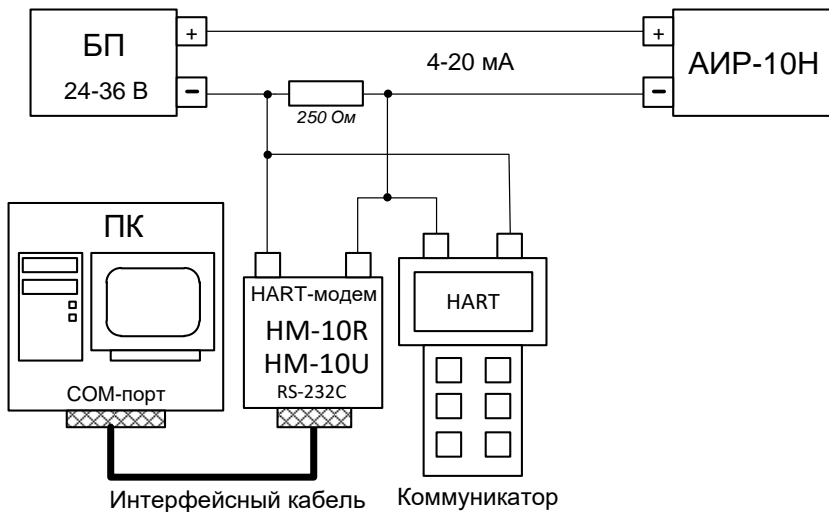 БП
24-36 В
+
−
4-20 мА
250 Ом
+
−
АИР-10Н
ПК
COM-порт
HART-модем
HM-10R
HM-10U
RS-232C
HART
Интерфейсный кабель
Коммуникатор